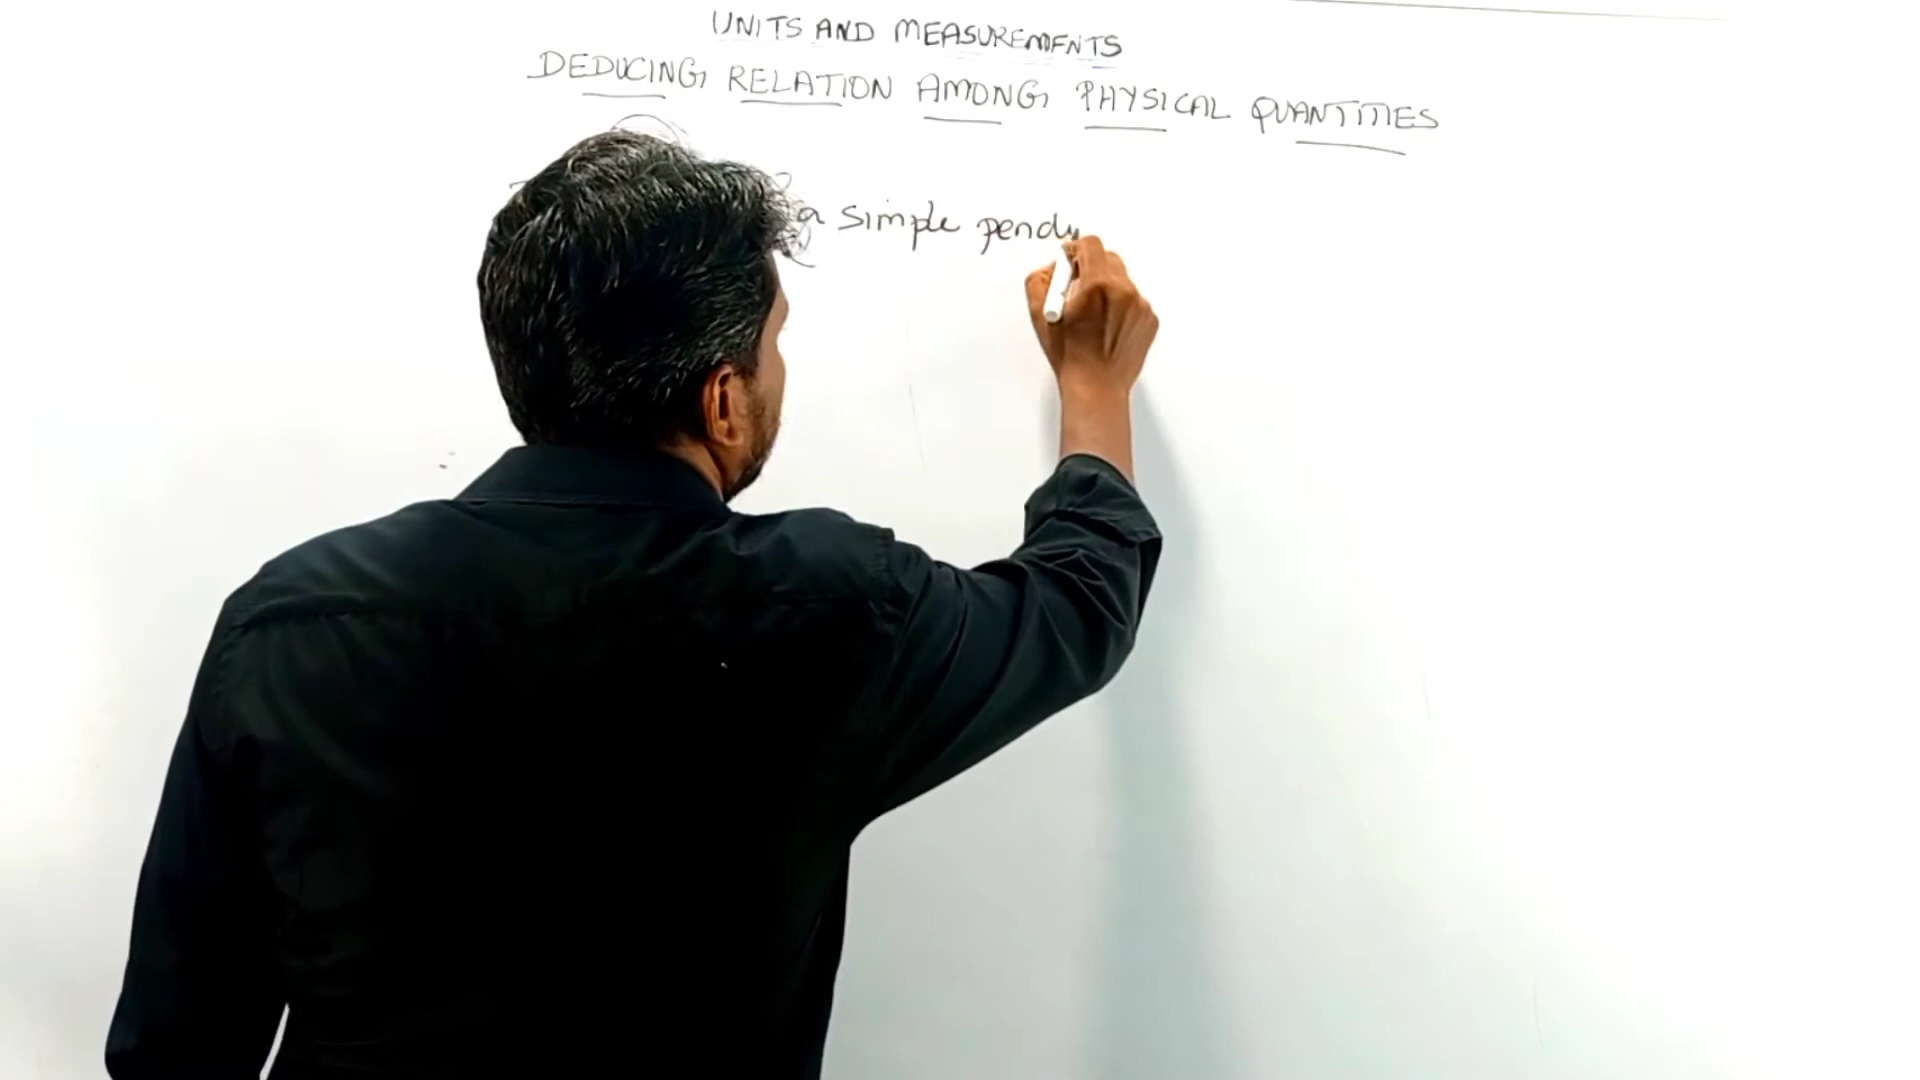 UNITS AND MEASUREMENTS
DEDUCING RELATION AMONG PHYSICAL QUANTITIES
a simple pendu